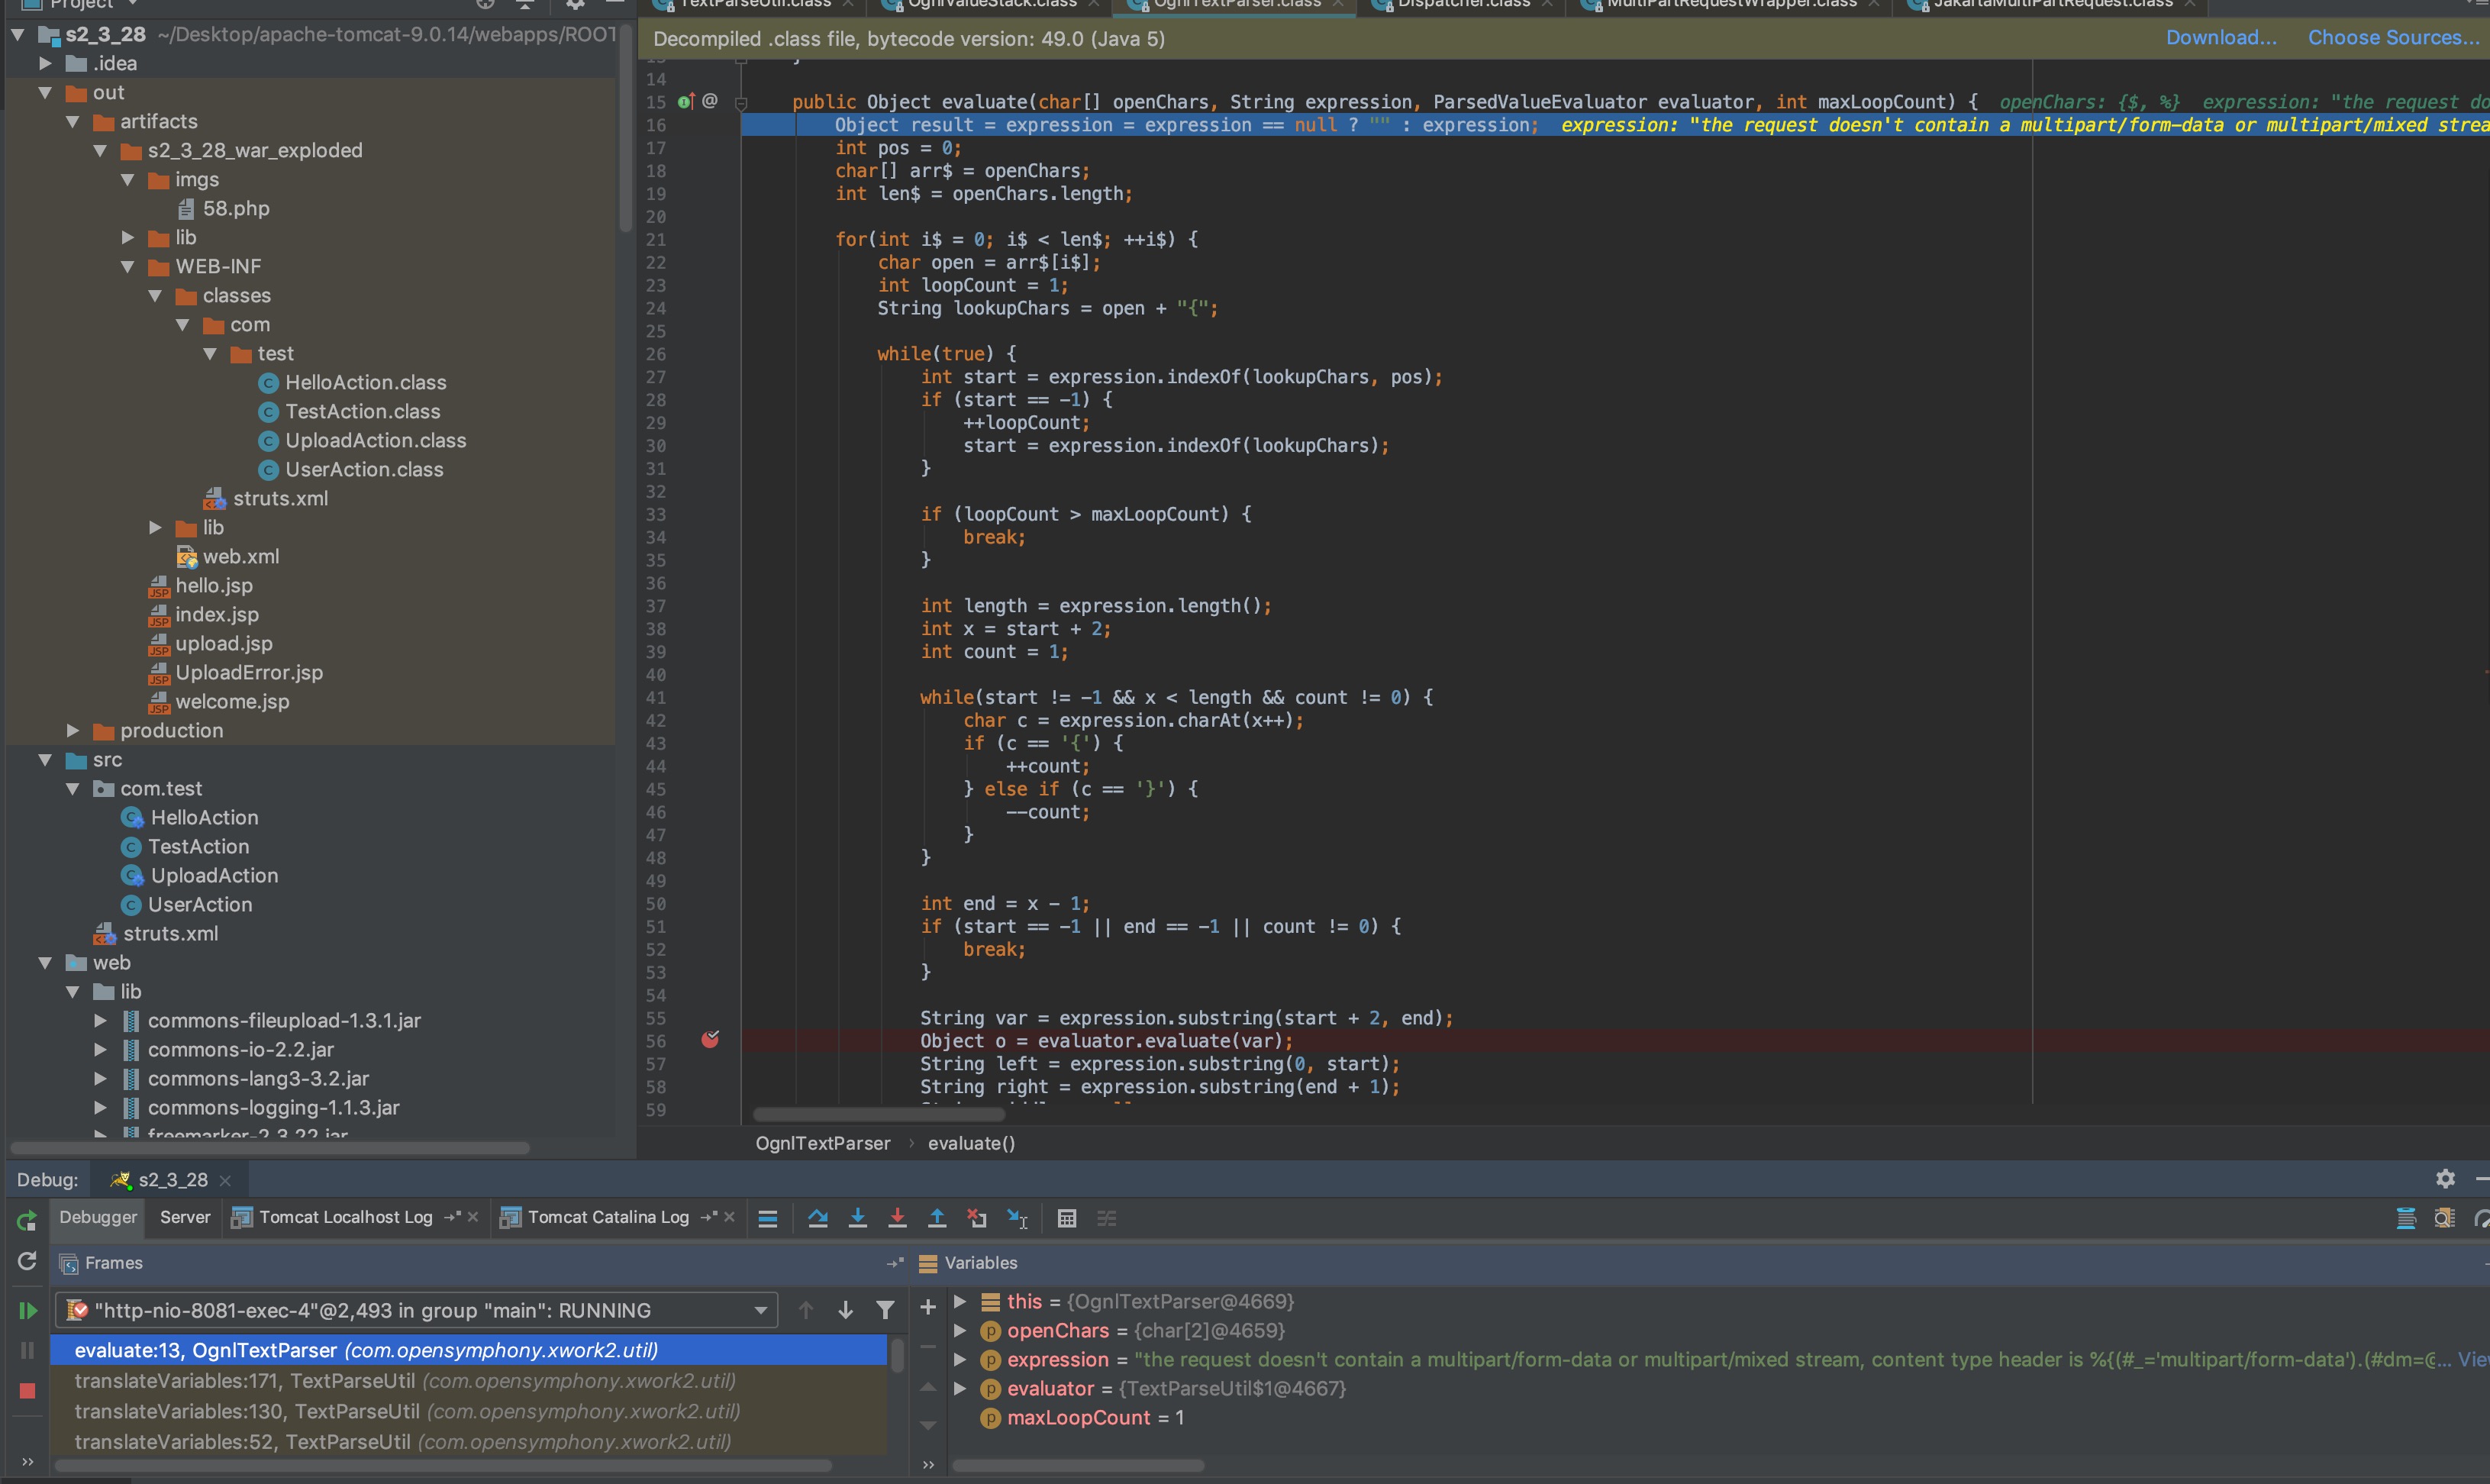 Project
s2_3_28 ~/Desktop/apache-tomcat-9.0.14/webapps/ROOT
.idea
out
artifacts
s2_3_28_war_exploded
imgs
58.php
lib
WEB-INF
classes
com
test
HelloAction.class
TestAction.class
UploadAction.class
UserAction.class
struts.xml
lib
web.xml
hello.jsp
index.jsp
upload.jsp
UploadError.jsp
welcome.jsp
production
src
com.test
HelloAction
TestAction
UploadAction
UserAction
struts.xml
web
lib
commons-fileupload-1.3.1.jar
commons-io-2.2.jar
commons-lang3-3.2.jar
commons-logging-1.1.3.jar
freemarker-2.3.22.jar
TextParseUtil.class OgnlValueStack.class OgnlTextParser.class Dispatcher.class MultiPartRequestWrapper.class JakartaMultiPartRequest.class
Decompiled .class file, bytecode version: 49.0 (Java 5) Download... Choose Sources...
13 }
14
15 @ public Object evaluate(char[] openChars, String expression, ParsedValueEvaluator evaluator, int maxLoopCount) { openChars: {$, %} expression: "the request do
16 Object result = expression = expression == null ? "" : expression; expression: "the request doesn't contain a multipart/form-data or multipart/mixed strea
17 int pos = 0;
18 char[] arr$ = openChars;
19 int len$ = openChars.length;
20
21 for(int i$ = 0; i$ < len$; ++i$) {
22 char open = arr$[i$];
23 int loopCount = 1;
24 String lookupChars = open + "{";
25
26 while(true) {
27 int start = expression.indexOf(lookupChars, pos);
28 if (start == -1) {
29 ++loopCount;
30 start = expression.indexOf(lookupChars);
31 }
32
33 if (loopCount > maxLoopCount) {
34 break;
35 }
36
37 int length = expression.length();
38 int x = start + 2;
39 int count = 1;
40
41 while(start != -1 && x < length && count != 0) {
42 char c = expression.charAt(x++);
43 if (c == '{') {
44 ++count;
45 } else if (c == '}') {
46 --count;
47 }
48 }
49
50 int end = x - 1;
51 if (start == -1 || end == -1 || count != 0) {
52 break;
53 }
54
55 String var = expression.substring(start + 2, end);
56 Object o = evaluator.evaluate(var);
57 String left = expression.substring(0, start);
58 String right = expression.substring(end + 1);
59
OgnlTextParser › evaluate()
Debug: s2_3_28
Debugger Server Tomcat Localhost Log Tomcat Catalina Log
Frames
"http-nio-8081-exec-4"@2,493 in group "main": RUNNING
evaluate:13, OgnlTextParser (com.opensymphony.xwork2.util)
translateVariables:171, TextParseUtil (com.opensymphony.xwork2.util)
translateVariables:130, TextParseUtil (com.opensymphony.xwork2.util)
translateVariables:52, TextParseUtil (com.opensymphony.xwork2.util)
Variables
this = {OgnlTextParser@4669}
openChars = {char[2]@4659}
expression = "the request doesn't contain a multipart/form-data or multipart/mixed stream, content type header is %{(#_='multipart/form-data').(#dm=@... View
evaluator = {TextParseUtil$1@4667}
maxLoopCount = 1